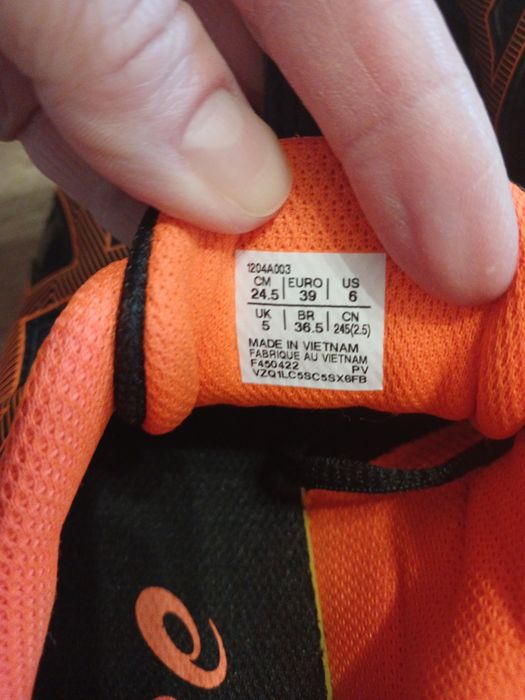 1204A003
CM EURO US
24.5 39 6
UK BR CN
5 36.5 245(2.5)
MADE IN VIETNAM
FABRIQUE AU VIETNAM
F450422 PV
VZQ1LC5SC5SX6FB